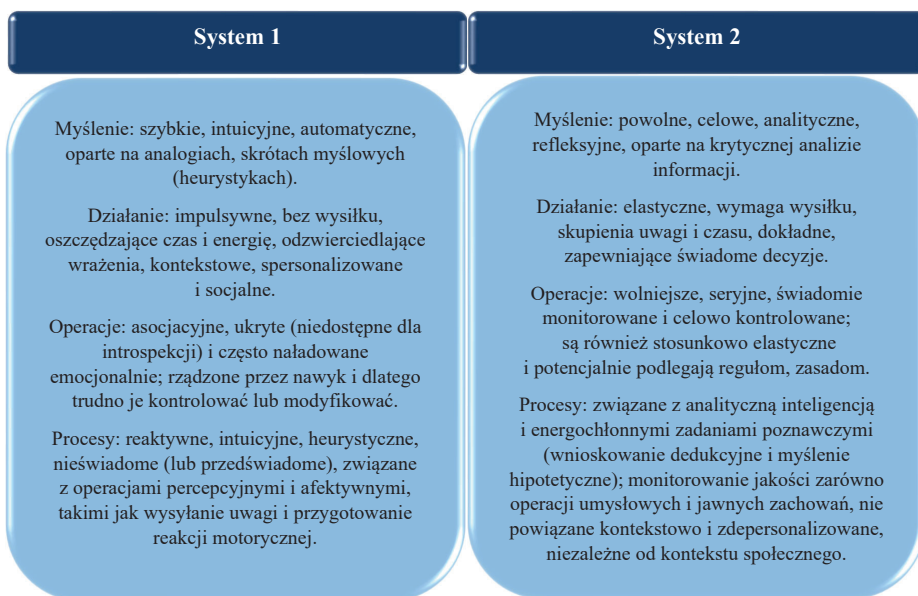 System 1
Myślenie: szybkie, intuicyjne, automatyczne,
oparte na analogiach, skrótach myślowych
(heurystykach).
Działanie: impulsywne, bez wysiłku,
oszczędzające czas i energię, odzwierciedlające
wrażenia, kontekstowe, spersonalizowane
i socjalne.
Operacje: asocjacyjne, ukryte (niedostępne dla
introspekcji) i często naładowane
emocjonalnie; rządzone przez nawyk i dlatego
trudno je kontrolować lub modyfikować.
Procesy: reaktywne, intuicyjne, heurystyczne,
nieświadome (lub przedświadome), związane
z operacjami percepcyjnymi i afektywnymi,
takimi jak wysyłanie uwagi i przygotowanie
reakcji motorycznej.
System 2
Myślenie: powolne, celowe, analityczne,
refleksyjne, oparte na krytycznej analizie
informacji.
Działanie: elastyczne, wymaga wysiłku,
skupienia uwagi i czasu, dokładne,
zapewniające świadome decyzje.
Operacje: wolniejsze, seryjne, świadomie
monitorowane i celowo kontrolowane;
są również stosunkowo elastyczne
i potencjalnie podlegają regułom, zasadom.
Procesy: związane z analityczną inteligencją
i energochłonnymi zadaniami poznawczymi
(wnioskowanie dedukcyjne i myślenie
hipotetyczne); monitorowanie jakości zarówno
operacji umysłowych i jawnych zachowań, nie
powiązane kontekstowo i zdepersonalizowane,
niezależne od kontekstu społecznego.